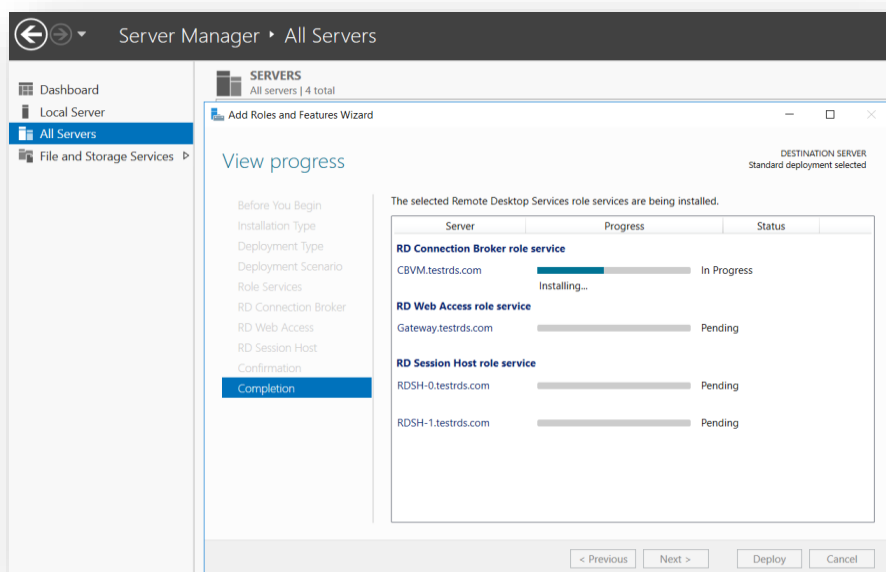 Server Manager ‣ All Servers
Dashboard
Local Server
All Servers
File and Storage Services
SERVERS
All servers | 4 total
Add Roles and Features Wizard
View progress
DESTINATION SERVER
Standard deployment selected
Before You Begin
Installation Type
Deployment Type
Deployment Scenario
Role Services
RD Connection Broker
RD Web Access
RD Session Host
Confirmation
Completion
The selected Remote Desktop Services role services are being installed.
Server Progress Status
RD Connection Broker role service
CBVM.testrds.com In Progress
Installing...
RD Web Access role service
Gateway.testrds.com Pending
RD Session Host role service
RDSH-0.testrds.com Pending
RDSH-1.testrds.com Pending
< Previous Next > Deploy Cancel